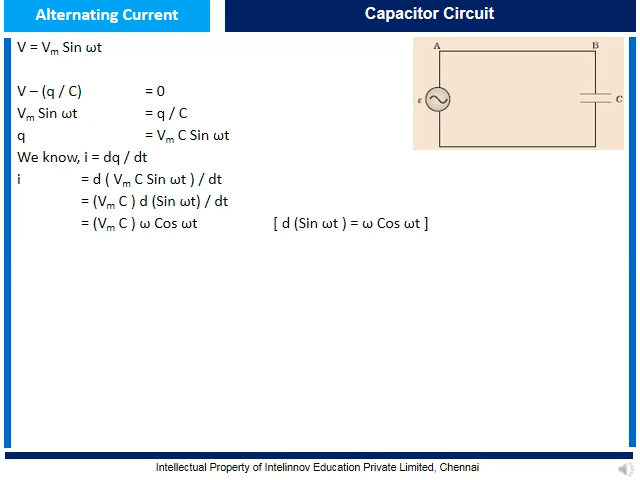 Alternating Current
Capacitor Circuit
V = Vm Sin ωt
A B
ε C
V – (q / C) = 0
Vm Sin ωt = q / C
q = Vm C Sin ωt
We know, i = dq / dt
i = d ( Vm C Sin ωt ) / dt
= (Vm C ) d (Sin ωt) / dt
= (Vm C ) ω Cos ωt [ d (Sin ωt ) = ω Cos ωt ]
Intellectual Property of Intelinnov Education Private Limited, Chennai